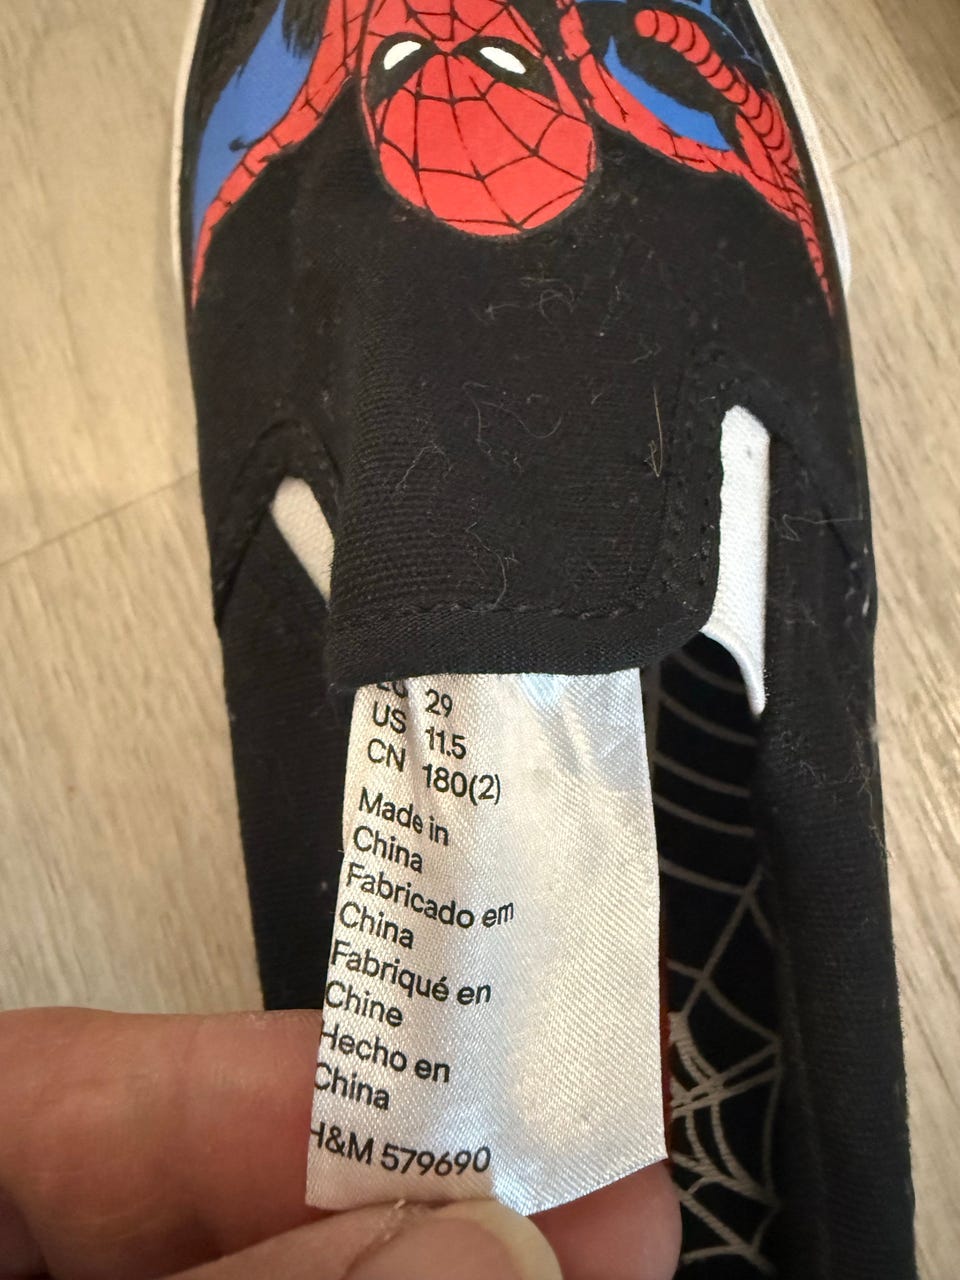 EU 29
US 11.5
CN 180(2)
Made in
China
Fabricado em
China
Fabriqué en
Chine
Hecho en
China
H&M 579690